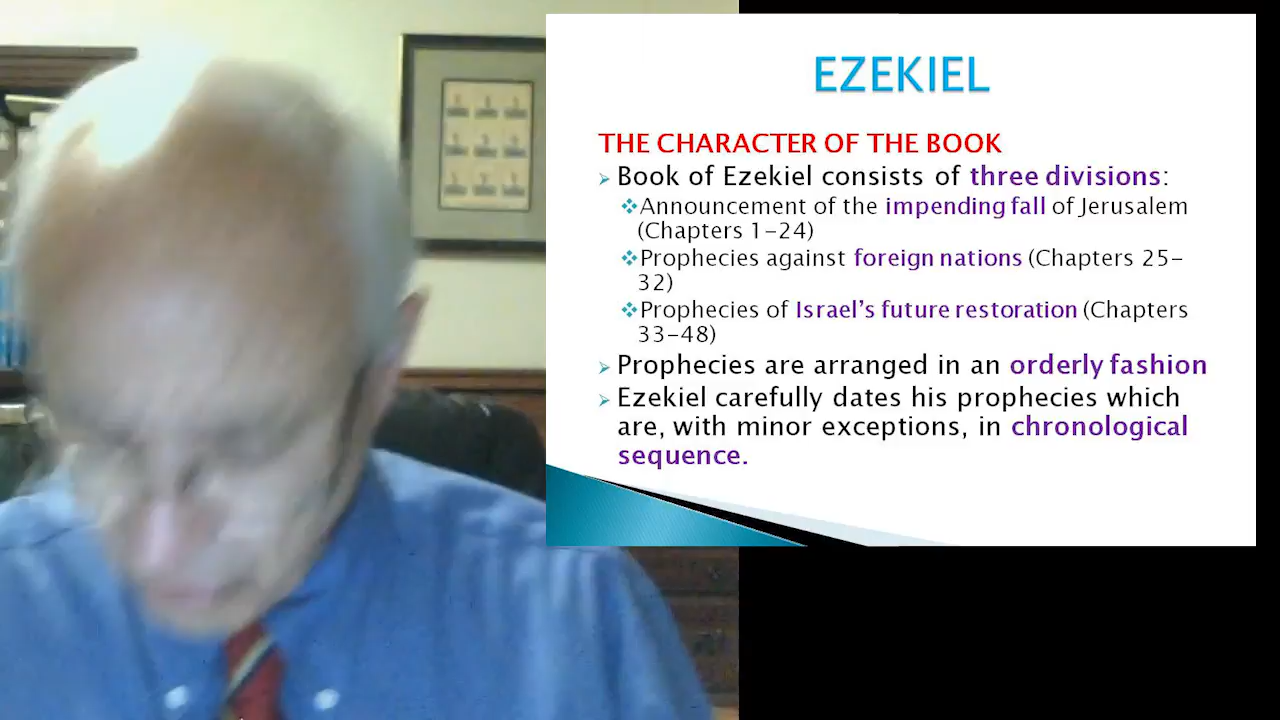 EZEKIEL
THE CHARACTER OF THE BOOK
Book of Ezekiel consists of three divisions:
Announcement of the impending fall of Jerusalem
(Chapters 1–24)
Prophecies against foreign nations (Chapters 25–
32)
Prophecies of Israel's future restoration (Chapters
33–48)
Prophecies are arranged in an orderly fashion
Ezekiel carefully dates his prophecies which
are, with minor exceptions, in chronological
sequence.